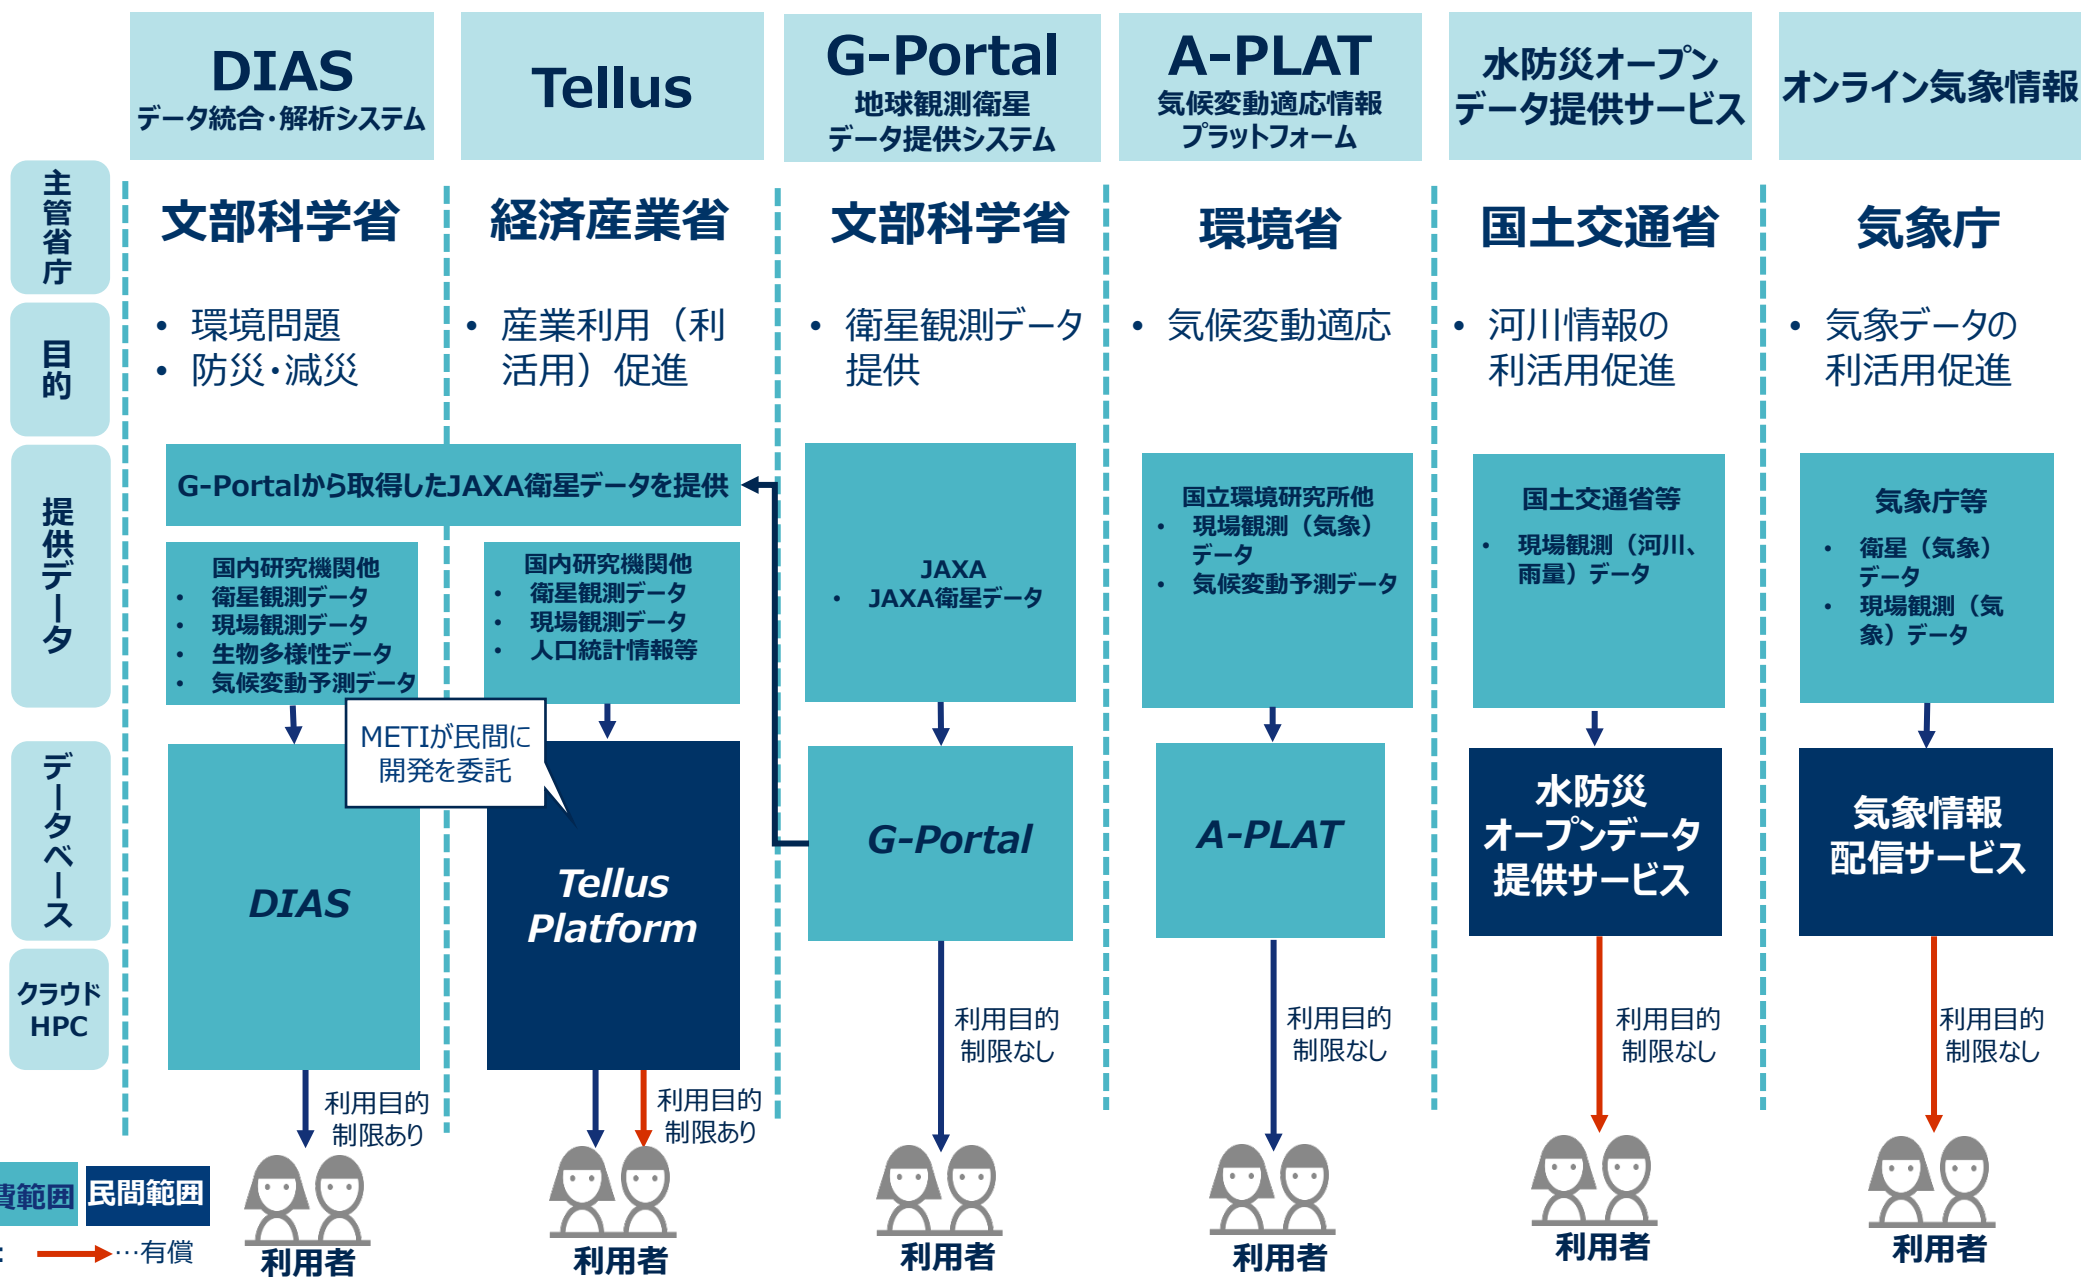 DIAS
データ統合・解析システム
Tellus
G-Portal
地球観測衛星
データ提供システム
A-PLAT
気候変動適応情報
プラットフォーム
水防災オープン
データ提供サービス
オンライン気象情報
主管省庁
文部科学省
経済産業省
文部科学省
環境省
国土交通省
気象庁
目的
• 環境問題
• 防災・減災
• 産業利用（利
活用）促進
• 衛星観測データ
提供
• 気候変動適応
• 河川情報の
利活用促進
• 気象データの
利活用促進
提供データ
G-Portalから取得したJAXA衛星データを提供
国内研究機関他
• 衛星観測データ
• 現場観測データ
• 生物多様性データ
• 気候変動予測データ
国内研究機関他
• 衛星観測データ
• 現場観測データ
• 人口統計情報等
JAXA
• JAXA衛星データ
国立環境研究所他
• 現場観測（気象）
データ
• 気候変動予測データ
国土交通省等
• 現場観測（河川、
雨量）データ
気象庁等
• 衛星（気象）
データ
• 現場観測（気
象）データ
METIが民間に
開発を委託
データベース
クラウド
HPC
DIAS
Tellus
Platform
G-Portal
A-PLAT
水防災
オープンデータ
提供サービス
気象情報
配信サービス
利用目的
制限あり
利用目的
制限あり
利用目的
制限なし
利用目的
制限なし
利用目的
制限なし
利用目的
制限なし
利用者
利用者
利用者
利用者
利用者
利用者
費範囲
民間範囲
…有償